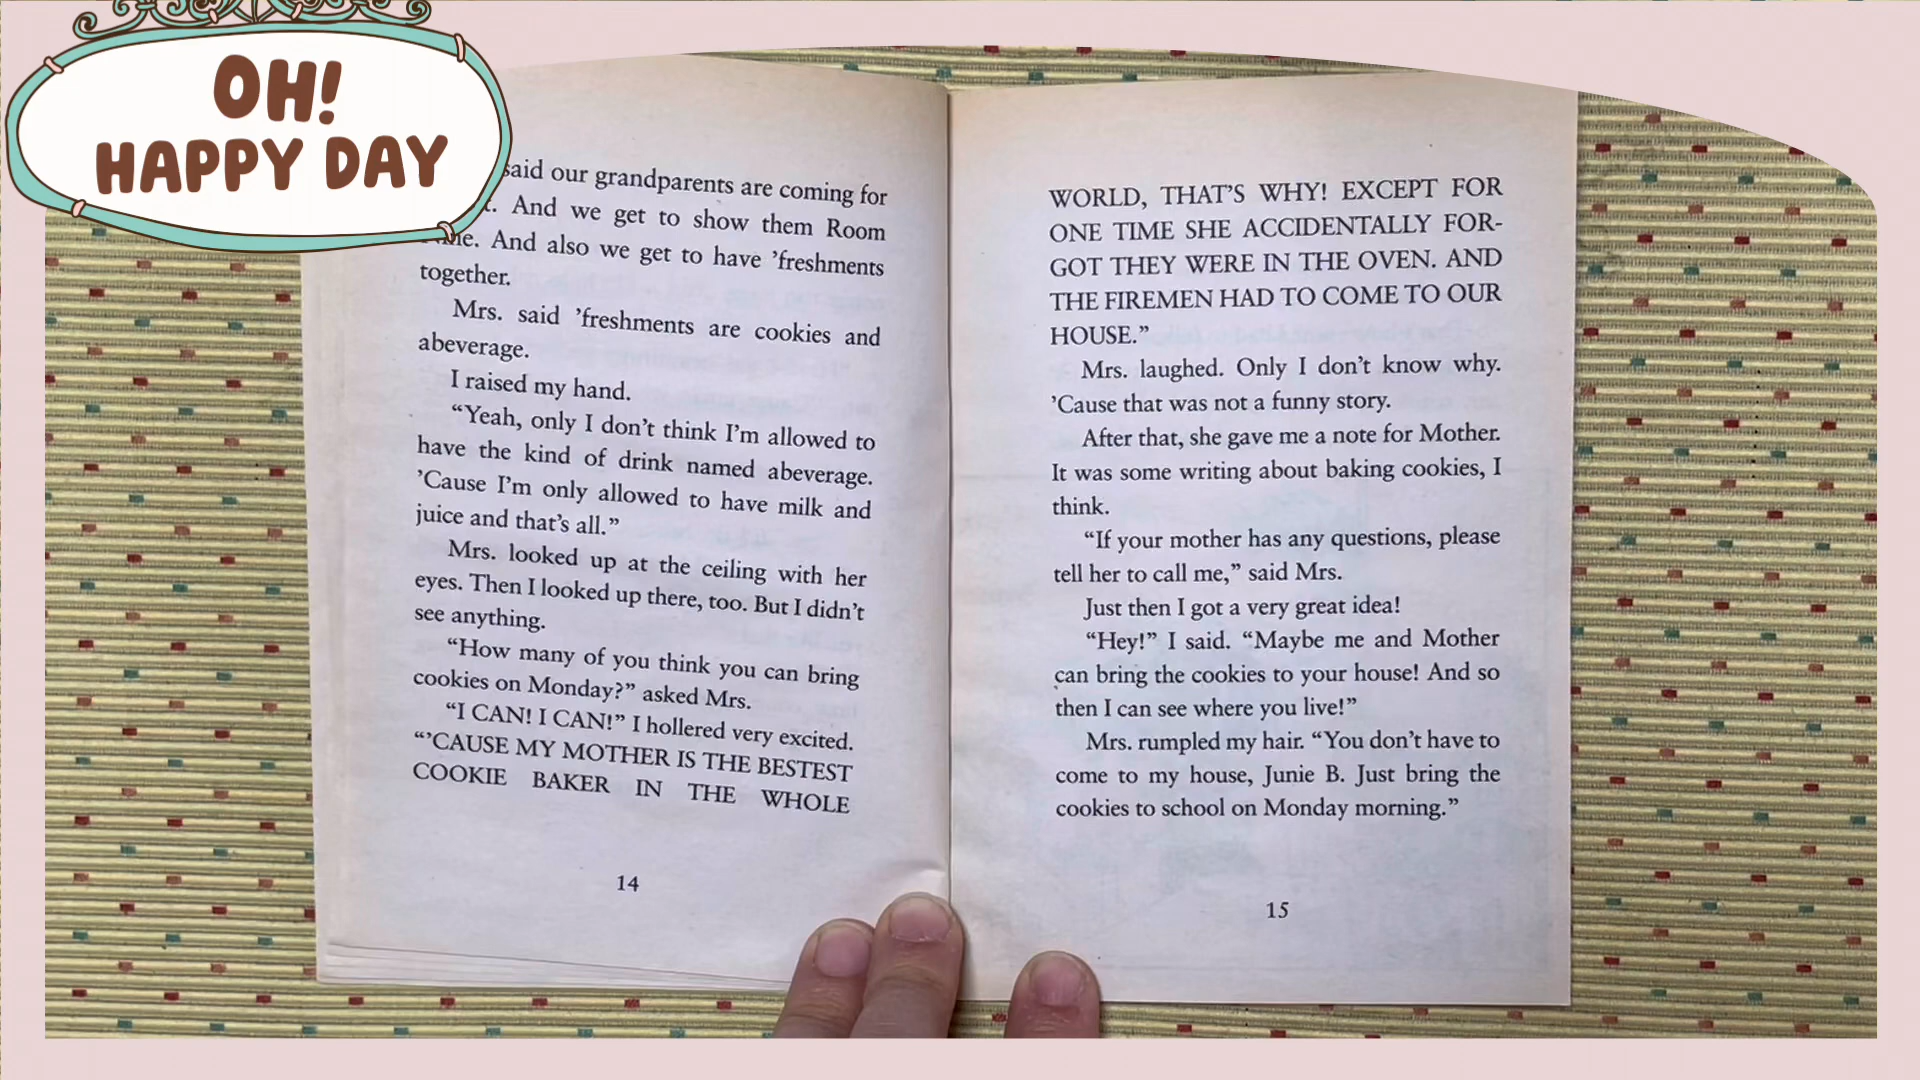 OH!
HAPPY DAY
said our grandparents are coming for
. And we get to show them Room
. And also we get to have ’freshments
together.
Mrs. said ’freshments are cookies and
abeverage.
I raised my hand.
“Yeah, only I don’t think I’m allowed to
have the kind of drink named abeverage.
’Cause I’m only allowed to have milk and
juice and that’s all.”
Mrs. looked up at the ceiling with her
eyes. Then I looked up there, too. But I didn’t
see anything.
“How many of you think you can bring
cookies on Monday?” asked Mrs.
“I CAN! I CAN!” I hollered very excited.
“’CAUSE MY MOTHER IS THE BESTEST
COOKIE BAKER IN THE WHOLE
14
WORLD, THAT’S WHY! EXCEPT FOR
ONE TIME SHE ACCIDENTALLY FOR-
GOT THEY WERE IN THE OVEN. AND
THE FIREMEN HAD TO COME TO OUR
HOUSE.”
Mrs. laughed. Only I don’t know why.
’Cause that was not a funny story.
After that, she gave me a note for Mother.
It was some writing about baking cookies, I
think.
“If your mother has any questions, please
tell her to call me,” said Mrs.
Just then I got a very great idea!
“Hey!” I said. “Maybe me and Mother
can bring the cookies to your house! And so
then I can see where you live!”
Mrs. rumpled my hair. “You don’t have to
come to my house, Junie B. Just bring the
cookies to school on Monday morning.”
15